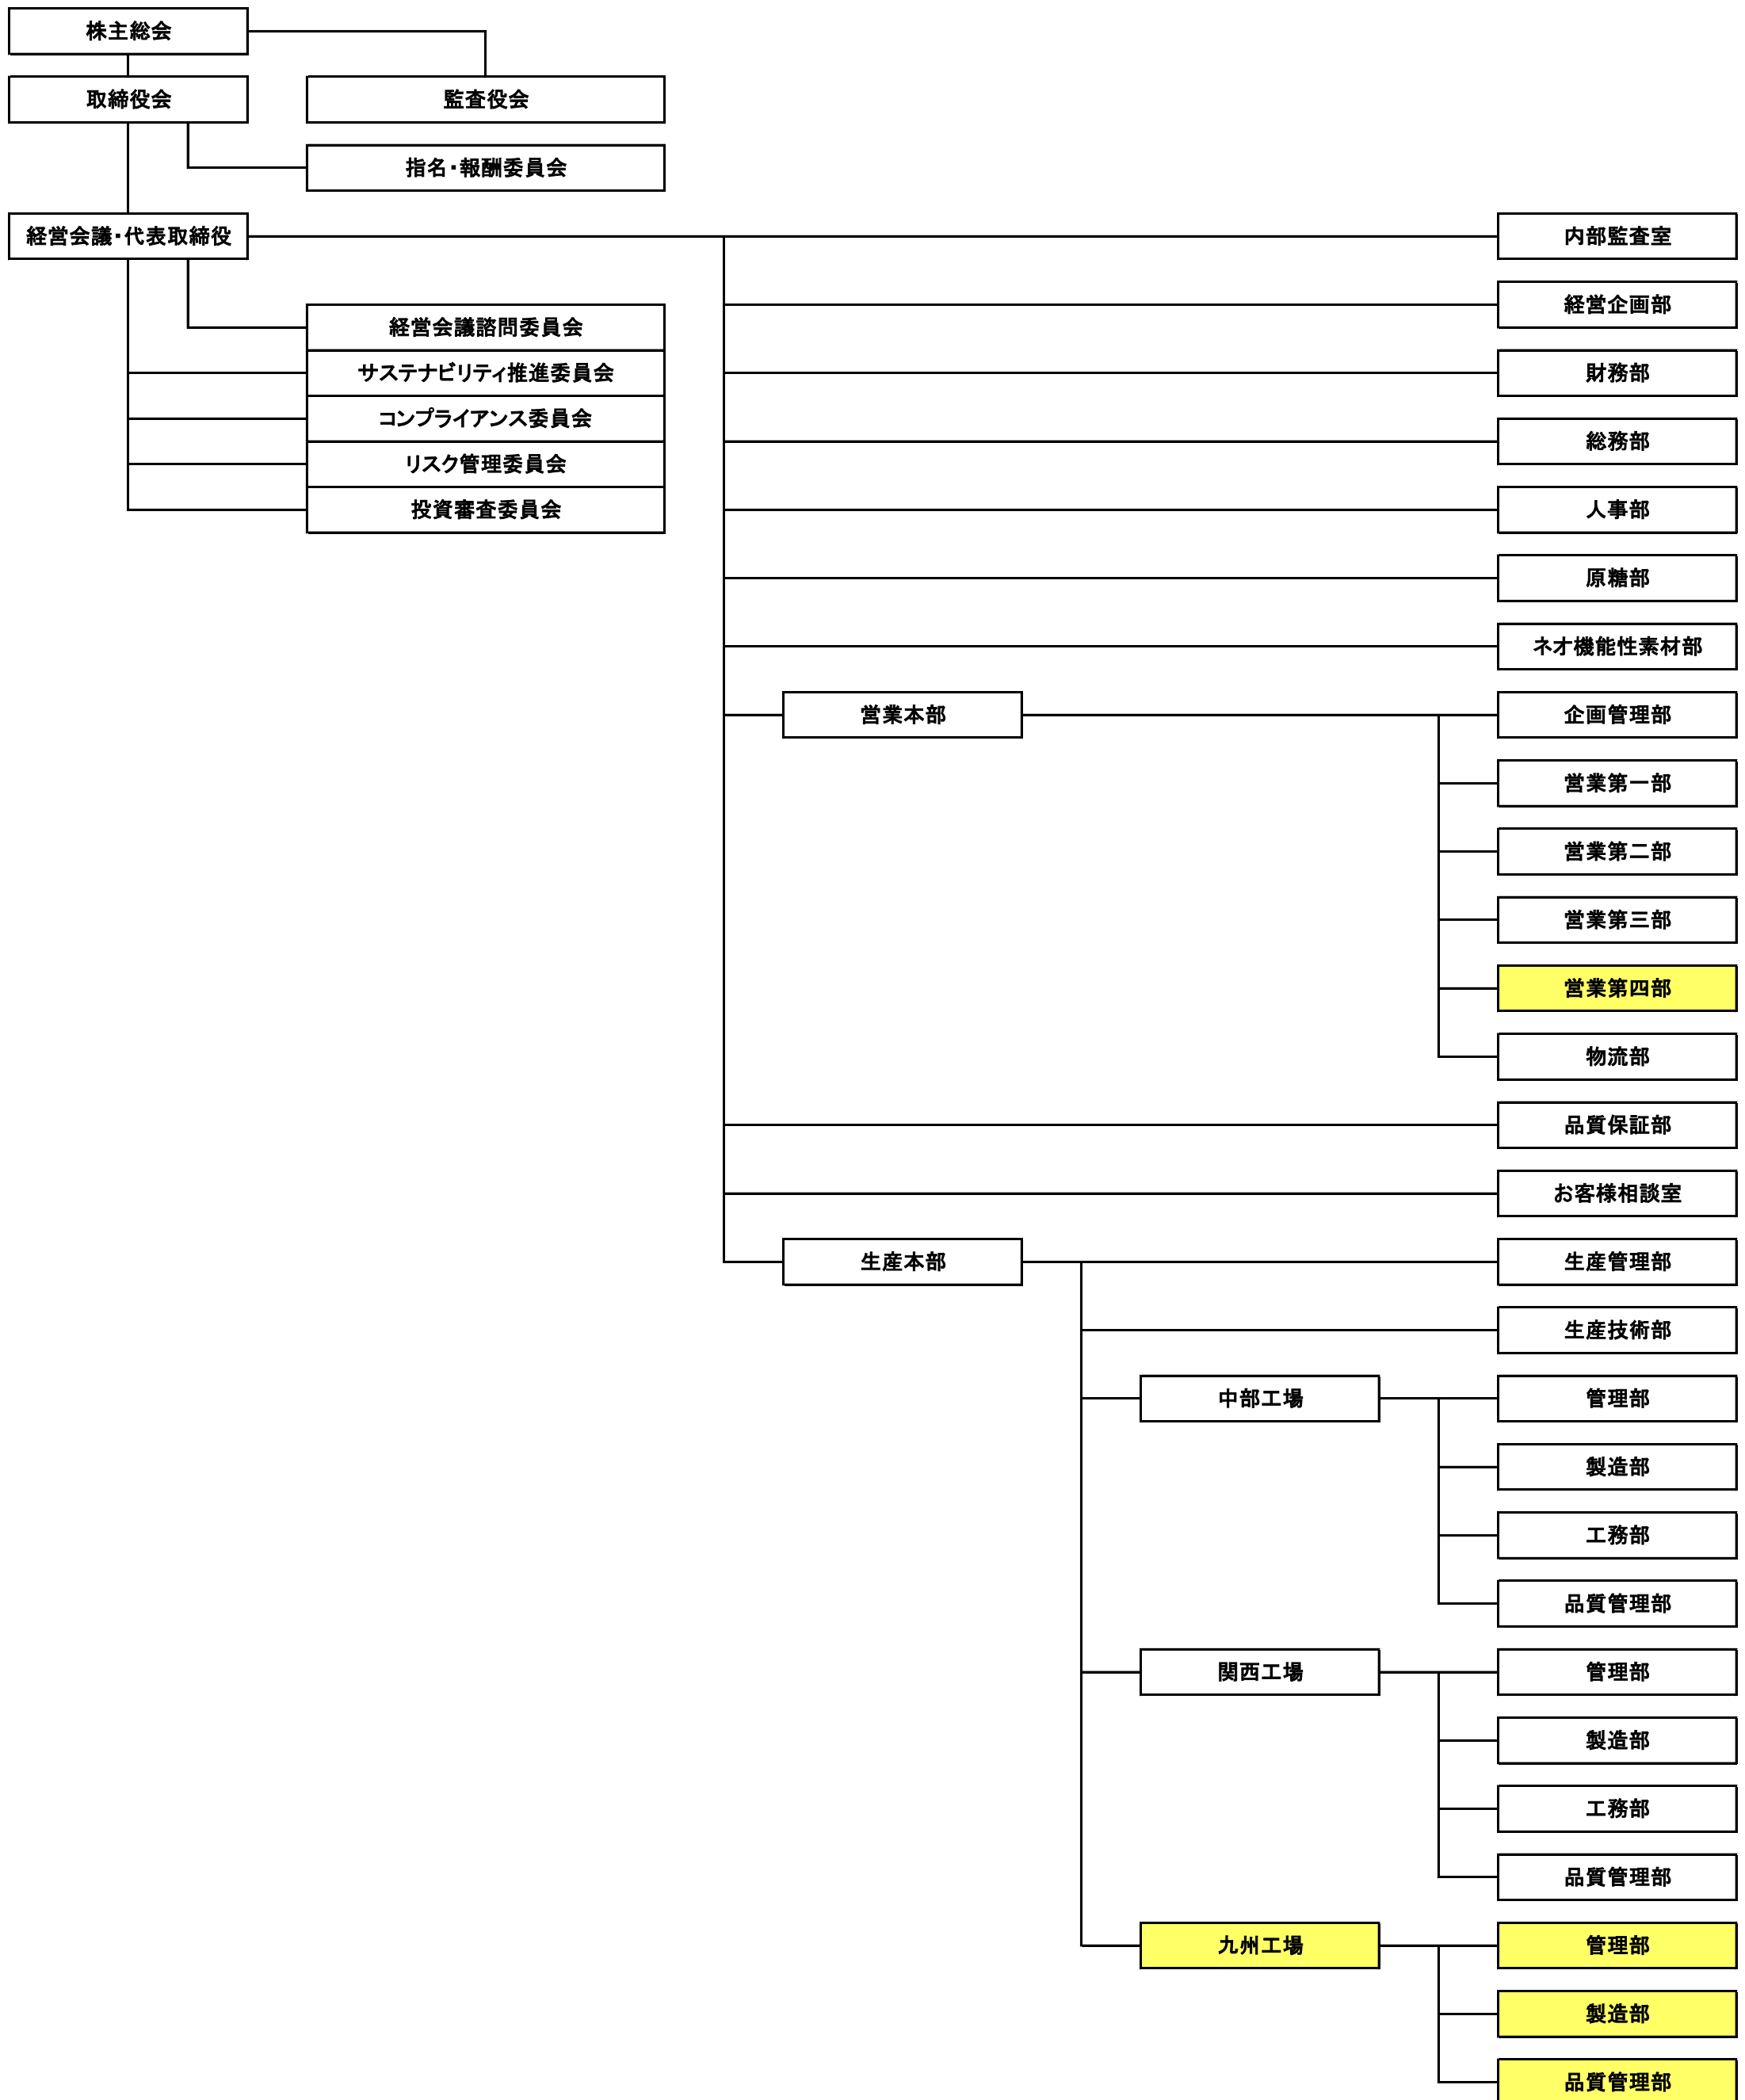 株主総会
取締役会
監査役会
指名・報酬委員会
経営会議・代表取締役
内部監査室
経営企画部
経営会議諮問委員会
サステナビリティ推進委員会
財務部
コンプライアンス委員会
総務部
リスク管理委員会
投資審査委員会
人事部
原糖部
ネオ機能性素材部
営業本部
企画管理部
営業第一部
営業第二部
営業第三部
営業第四部
物流部
品質保証部
お客様相談室
生産本部
生産管理部
生産技術部
中部工場
管理部
製造部
工務部
品質管理部
関西工場
管理部
製造部
工務部
品質管理部
九州工場
管理部
製造部
品質管理部